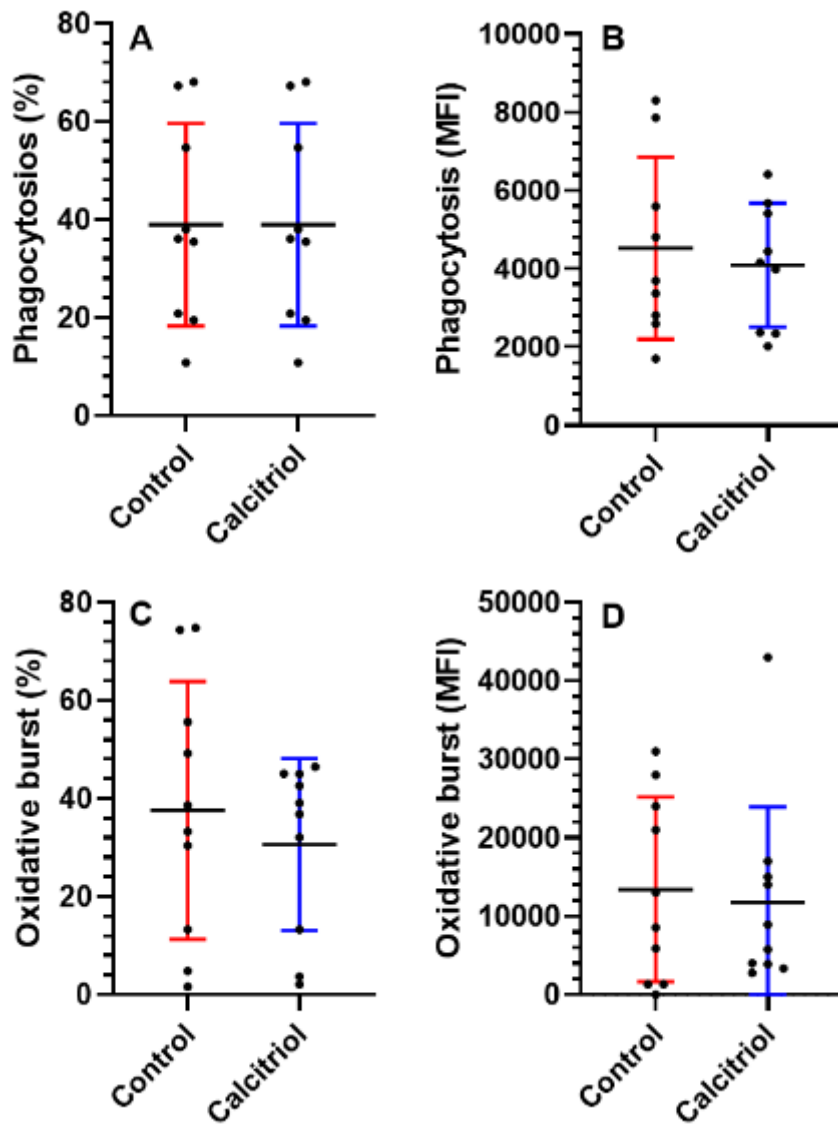 A
Phagocytosios (%)
80
60
40
20
0
Control
Calcitriol
B
Phagocytosis (MFI)
10000
8000
6000
4000
2000
0
Control
Calcitriol
C
Oxidative burst (%)
80
60
40
20
0
Control
Calcitriol
D
Oxidative burst (MFI)
50000
40000
30000
20000
10000
0
Control
Calcitriol